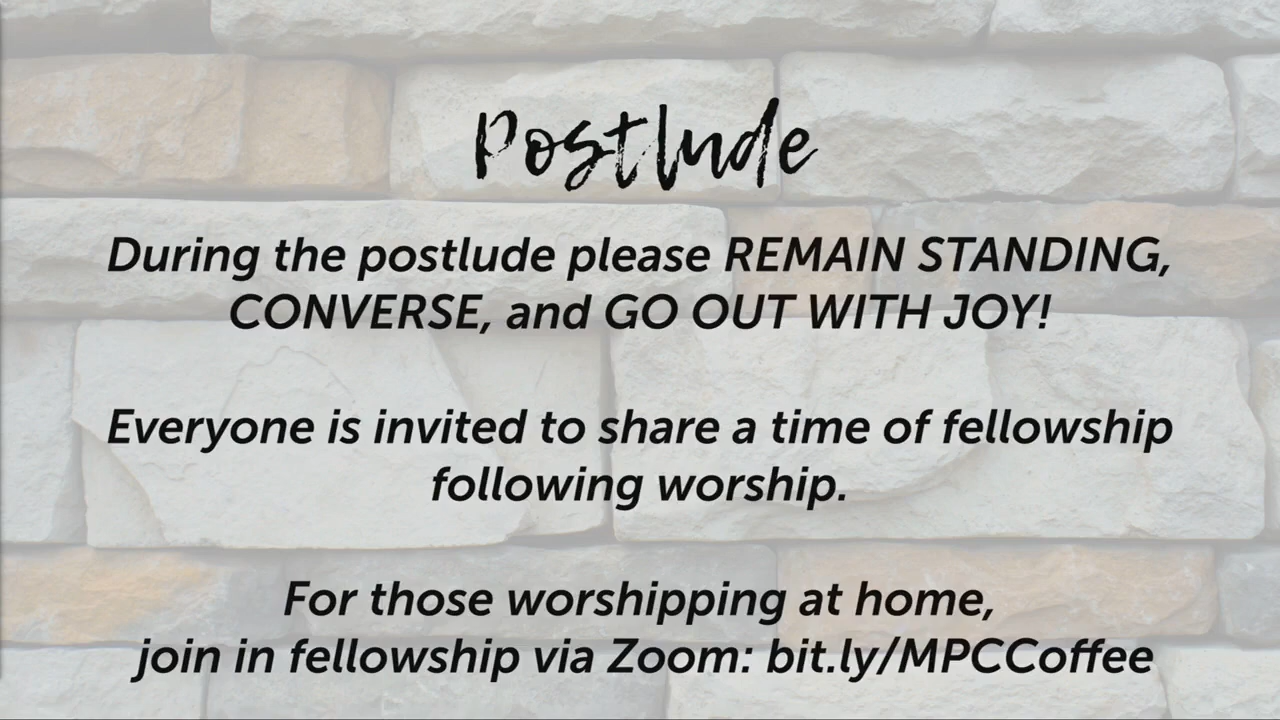 Postlude
During the postlude please REMAIN STANDING,
CONVERSE, and GO OUT WITH JOY!
Everyone is invited to share a time of fellowship
following worship.
For those worshipping at home,
join in fellowship via Zoom: bit.ly/MPCCoffee